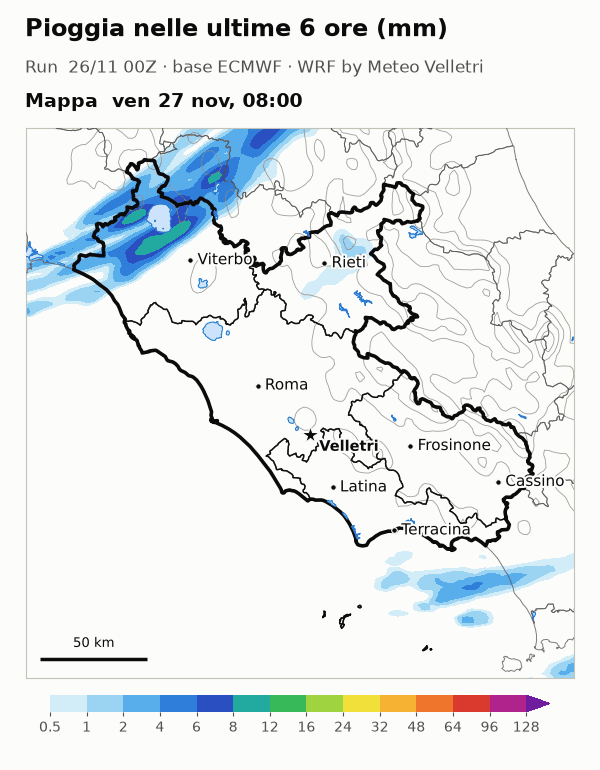 Pioggia nelle ultime 6 ore (mm)
Run 26/11 00Z · base ECMWF · WRF by Meteo Velletri
Mappa ven 27 nov, 08:00
Viterbo
Rieti
Roma
Velletri
Frosinone
Latina
Cassino
Terracina
50 km
0.5 1 2 4 6 8 12 16 24 32 48 64 96 128